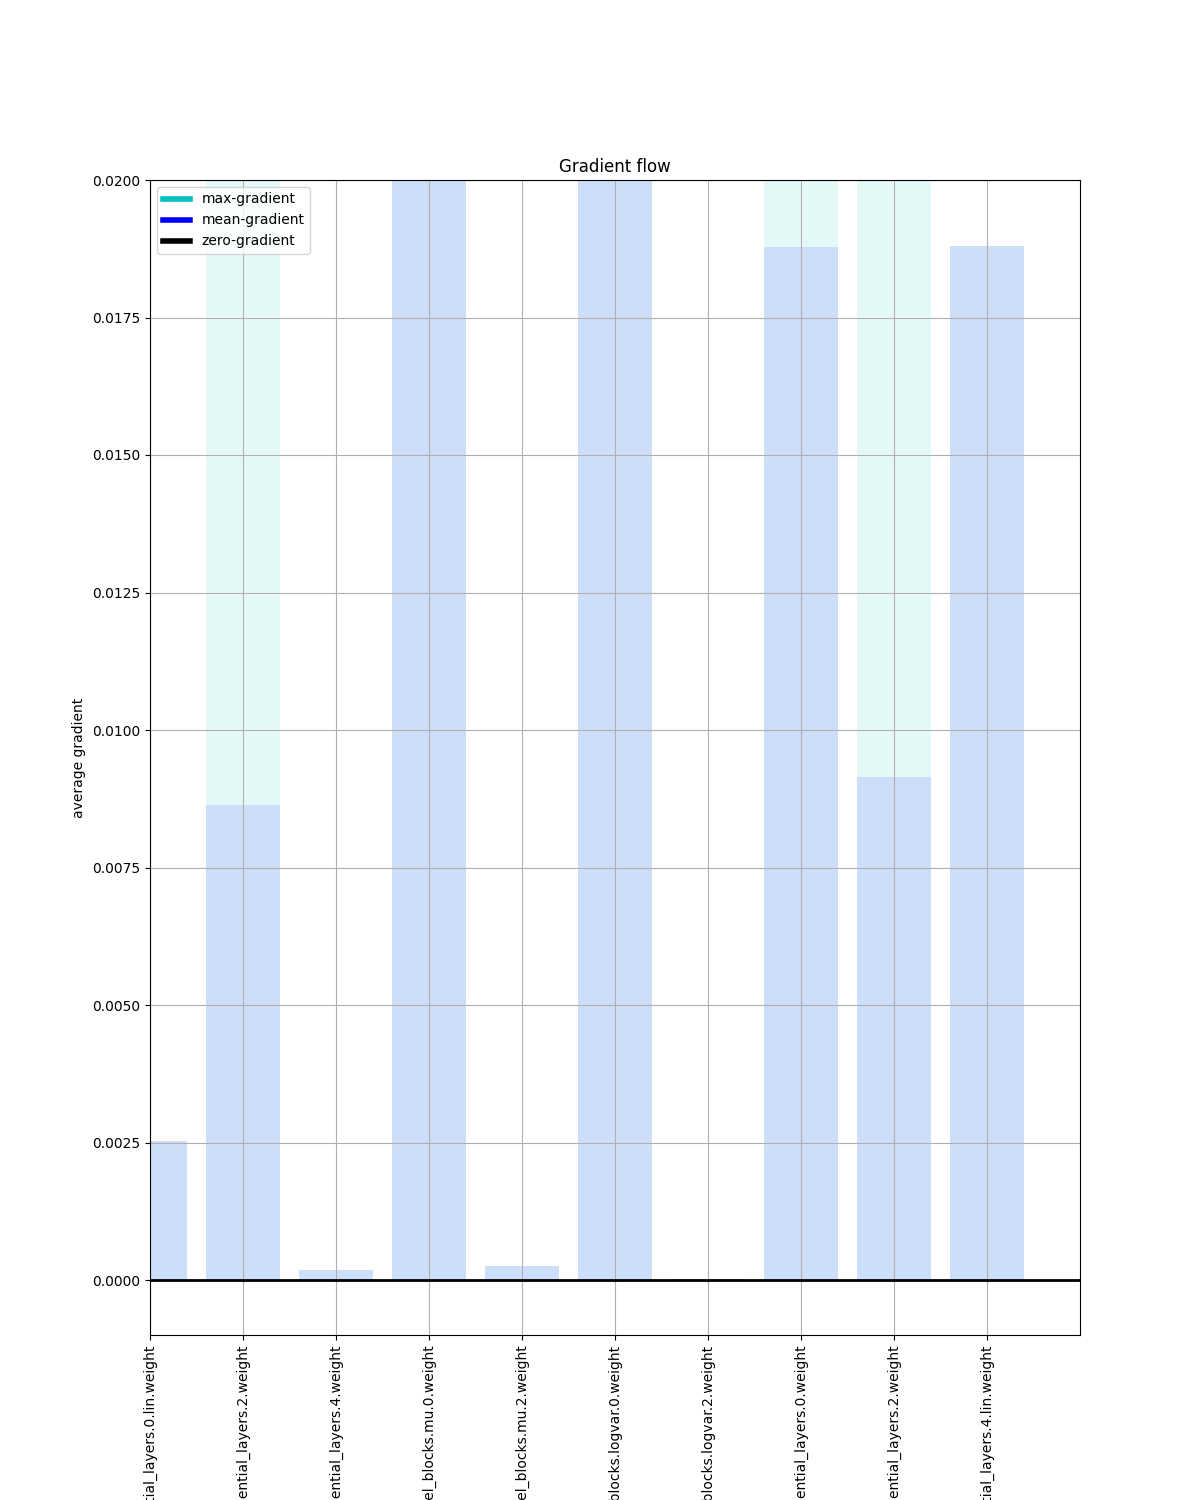 Gradient flow
max-gradient
mean-gradient
zero-gradient
0.0200
0.0175
0.0150
0.0125
0.0100
0.0075
0.0050
0.0025
0.0000
average gradient
tial_layers.0.lin.weight
ential_layers.2.weight
ential_layers.4.weight
el_blocks.mu.0.weight
el_blocks.mu.2.weight
blocks.logvar.0.weight
blocks.logvar.2.weight
ential_layers.0.weight
ential_layers.2.weight
tial_layers.4.lin.weight